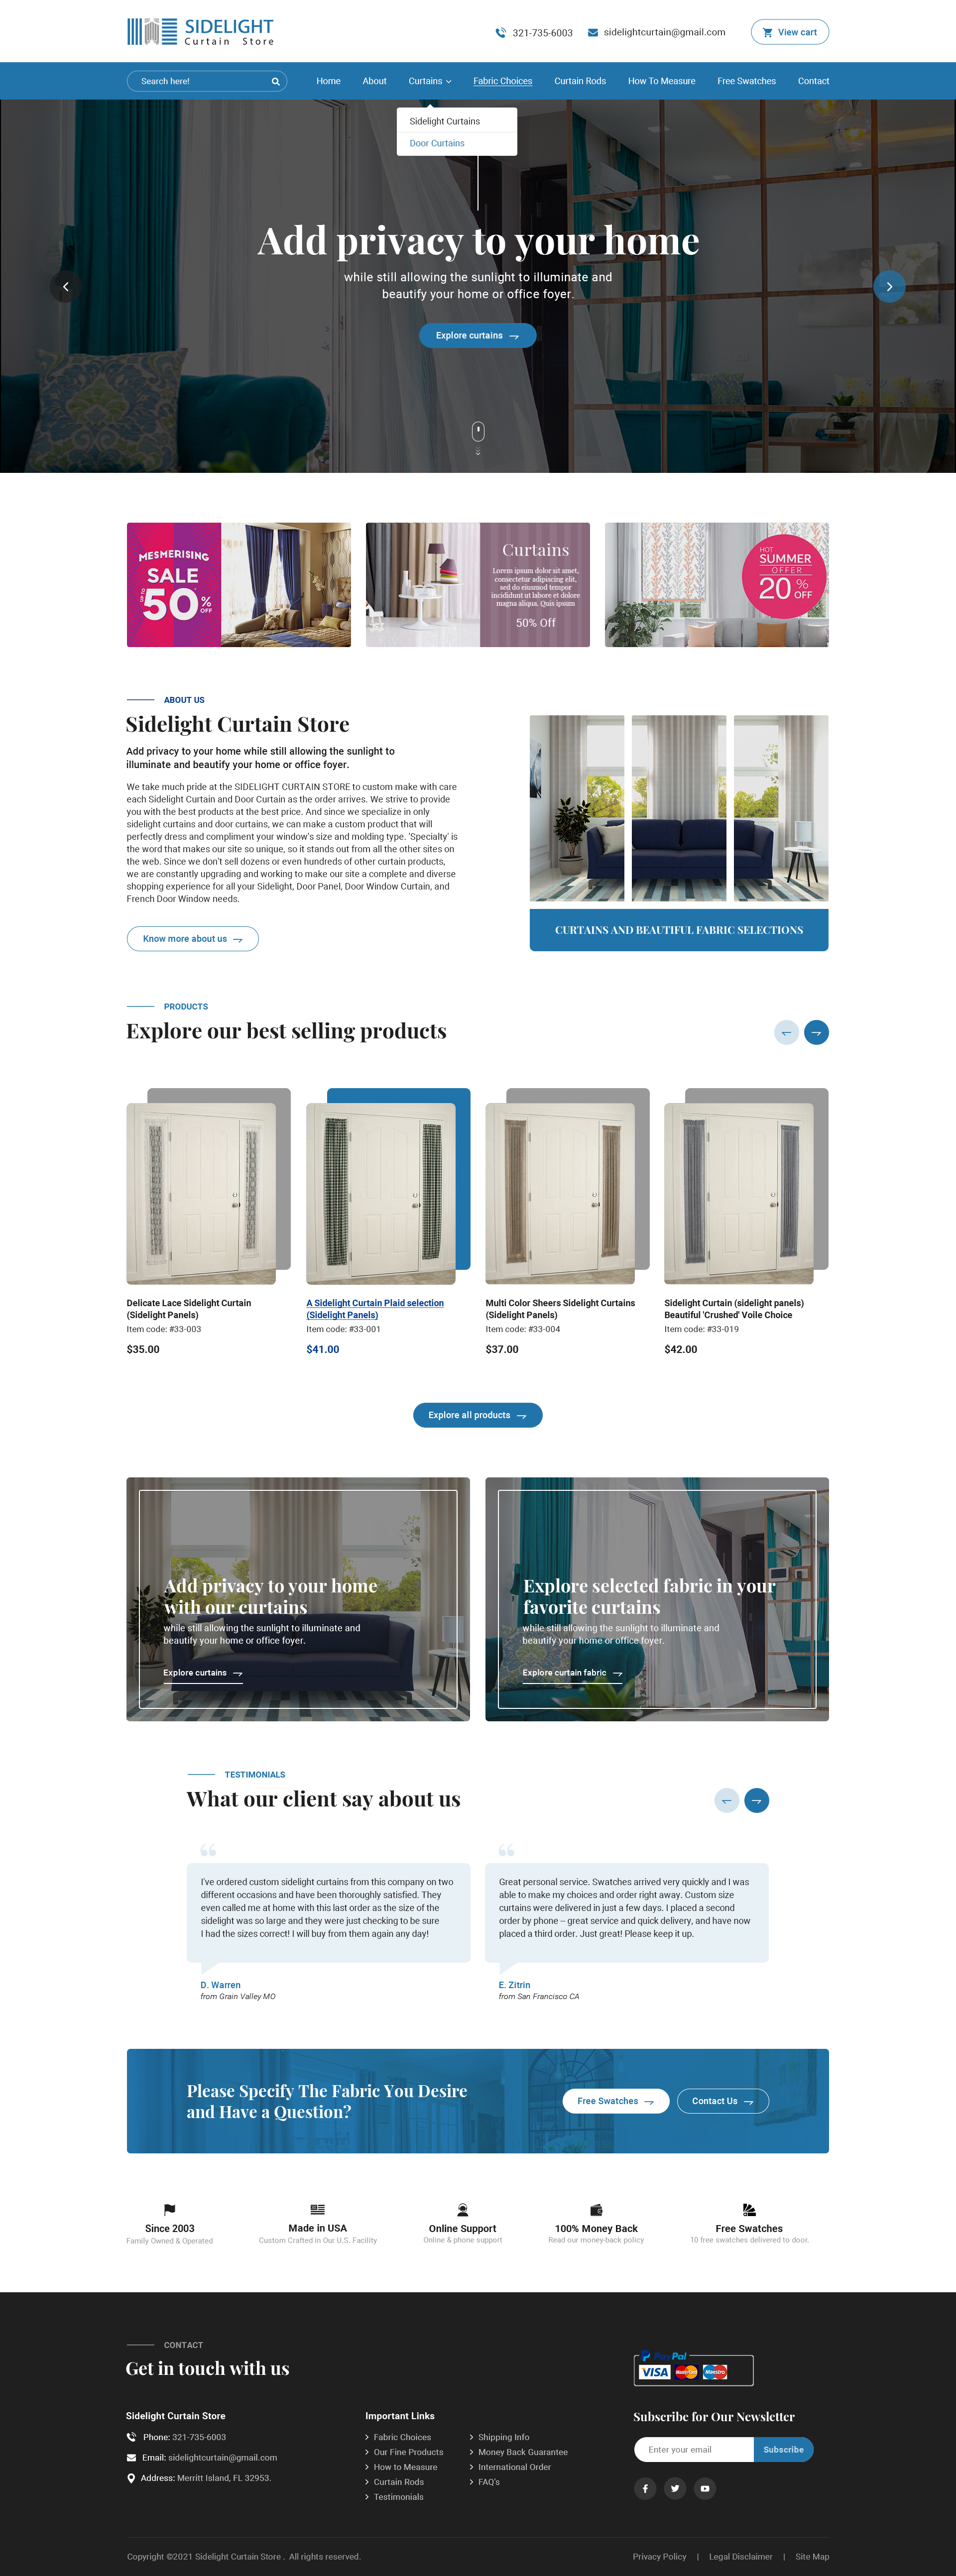 SIDELIGHT
Curtain Store
321-735-6003
sidelightcurtain@gmail.com
View cart
Search here!
Home
About
Curtains
Fabric Choices
Curtain Rods
How To Measure
Free Swatches
Contact
Sidelight Curtains
Door Curtains
Add privacy to your home
while still allowing the sunlight to illuminate and
beautify your home or office foyer.
Explore curtains
MESMERISING
SALE
50%
OFF
Curtains
Lorem ipsum dolor sit amet,
consectetur adipiscing elit,
sed do eiusmod tempor
incididunt ut labore et dolore
magna aliqua. Quis ipsum
50% Off
HOT
SUMMER
OFFER
20%
OFF
ABOUT US
Sidelight Curtain Store
Add privacy to your home while still allowing the sunlight to
illuminate and beautify your home or office foyer.
We take much pride at the SIDELIGHT CURTAIN STORE to custom make with care
each Sidelight Curtain and Door Curtain as the order arrives. We strive to provide
you with the best products at the best price. And since we specialize in only
sidelight curtains and door curtains, we can make a custom product that will
perfectly dress and compliment your window's size and molding type. 'Specialty' is
the word that makes our site so unique, so it stands out from all the other sites on
the web. Since we don't sell dozens or even hundreds of other curtain products,
we are constantly upgrading and working to make our site a complete and diverse
shopping experience for all your Sidelight, Door Panel, Door Window Curtain, and
French Door Window needs.
Know more about us
CURTAINS AND BEAUTIFUL FABRIC SELECTIONS
PRODUCTS
Explore our best selling products
Delicate Lace Sidelight Curtain
(Sidelight Panels)
Item code: #33-003
$35.00
A Sidelight Curtain Plaid selection
(Sidelight Panels)
Item code: #33-001
$41.00
Multi Color Sheers Sidelight Curtains
(Sidelight Panels)
Item code: #33-004
$37.00
Sidelight Curtain (sidelight panels)
Beautiful 'Crushed' Voile Choice
Item code: #33-019
$42.00
Explore all products
Add privacy to your home
with our curtains
while still allowing the sunlight to illuminate and
beautify your home or office foyer.
Explore curtains
Explore selected fabric in your
favorite curtains
while still allowing the sunlight to illuminate and
beautify your home or office foyer.
Explore curtain fabric
TESTIMONIALS
What our client say about us
I've ordered custom sidelight curtains from this company on two
different occasions and have been thoroughly satisfied. They
even called me at home with this last order as the size of the
sidelight was so large and they were just checking to be sure
I had the sizes correct! I will buy from them again any day!
D. Warren
from Grain Valley MO
Great personal service. Swatches arrived very quickly and I was
able to make my choices and order right away. Custom size
curtains were delivered in just a few days. I placed a second
order by phone – great service and quick delivery, and have now
placed a third order. Just great! Please keep it up.
E. Zitrin
from San Francisco CA
Please Specify The Fabric You Desire
and Have a Question?
Free Swatches
Contact Us
Since 2003
Family Owned & Operated
Made in USA
Custom Crafted in Our U.S. Facility
Online Support
Online & phone support
100% Money Back
Read our money-back policy
Free Swatches
10 free swatches delivered to door.
CONTACT
Get in touch with us
Sidelight Curtain Store
Phone: 321-735-6003
Email: sidelightcurtain@gmail.com
Address: Merritt Island, FL 32953.
Important Links
Fabric Choices
Our Fine Products
How to Measure
Curtain Rods
Testimonials
Shipping Info
Money Back Guarantee
International Order
FAQ's
PayPal
VISA
MasterCard
Maestro
Subscribe for Our Newsletter
Enter your email
Subscribe
Copyright ©2021 Sidelight Curtain Store . All rights reserved.
Privacy Policy | Legal Disclaimer | Site Map